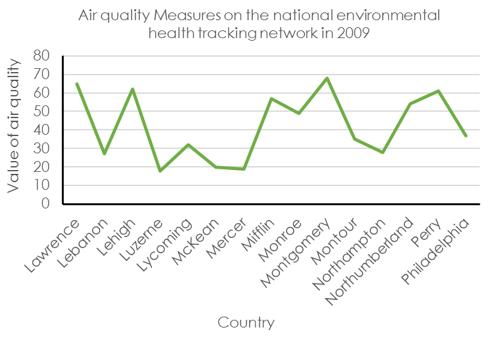 Air quality Measures on the national environmental
health tracking network in 2009
Value of air quality
80
70
60
50
40
30
20
10
0
Lawrence
Lebanon
Lehigh
Luzerne
Lycoming
McKean
Mercer
Mifflin
Monroe
Montgomery
Montour
Northampton
Northumberland
Perry
Philadelphia
Country